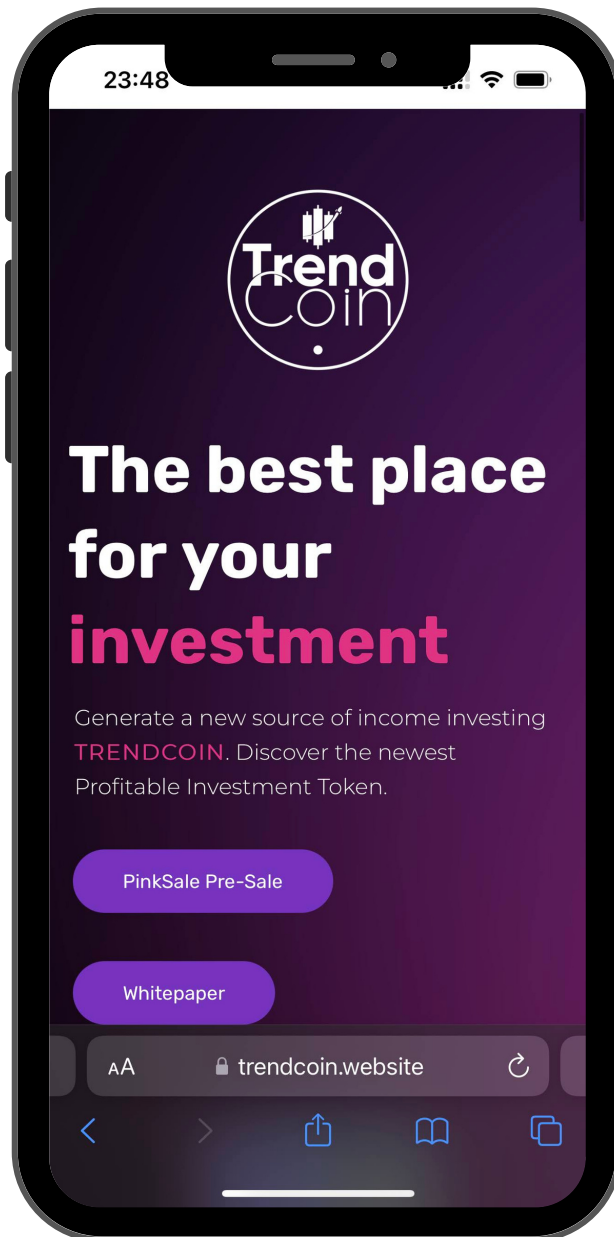 23:48
Trend
Coin
The best place
for your
investment
Generate a new source of income investing
TRENDCOIN. Discover the newest
Profitable Investment Token.
PinkSale Pre-Sale
Whitepaper
AA
trendcoin.website